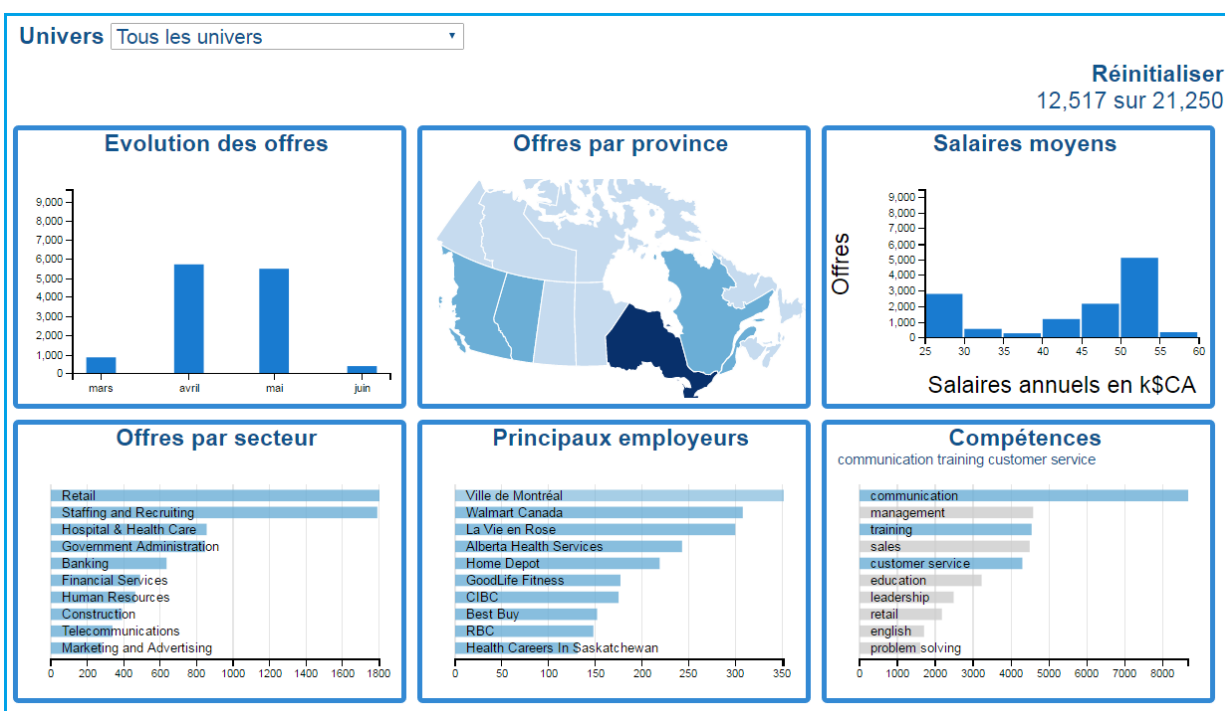 Univers Tous les univers
Réinitialiser
12,517 sur 21,250
Evolution des offres
9,000
8,000
7,000
6,000
5,000
4,000
3,000
2,000
1,000
0
mars avril mai juin
Offres par province
Salaires moyens
Offres
9,000
8,000
7,000
6,000
5,000
4,000
3,000
2,000
1,000
0
25 30 35 40 45 50 55 60
Salaires annuels en k$CA
Offres par secteur
Retail
Staffing and Recruiting
Hospital & Health Care
Government Administration
Banking
Financial Services
Human Resources
Construction
Telecommunications
Marketing and Advertising
0 200 400 600 800 1000 1200 1400 1600 1800
Principaux employeurs
Ville de Montréal
Walmart Canada
La Vie en Rose
Alberta Health Services
Home Depot
GoodLife Fitness
CIBC
Best Buy
RBC
Health Careers In Saskatchewan
0 50 100 150 200 250 300 350
Compétences
communication training customer service
communication
management
training
sales
customer service
education
leadership
retail
english
problem solving
0 1000 2000 3000 4000 5000 6000 7000 8000